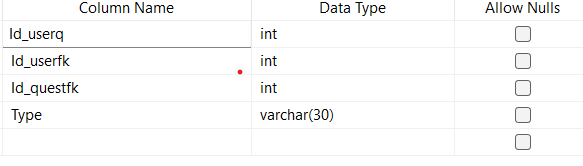 Column Name Data Type Allow Nulls
Id_userq int
Id_userfk int
Id_questfk int
Type varchar(30)